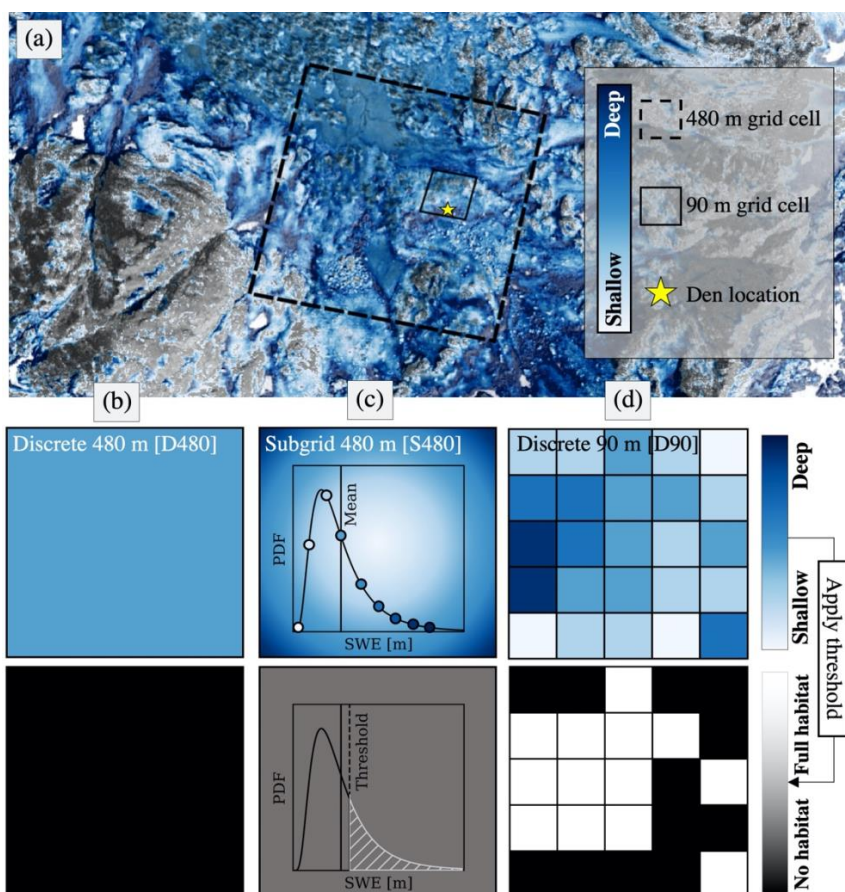 (a)
Deep
Shallow
480 m grid cell
90 m grid cell
Den location
(b)
(c)
(d)
Discrete 480 m [D480]
Subgrid 480 m [S480]
Discrete 90 m [D90]
PDF
Mean
SWE [m]
Deep
Shallow
Apply threshold
PDF
Threshold
SWE [m]
Full habitat
No habitat